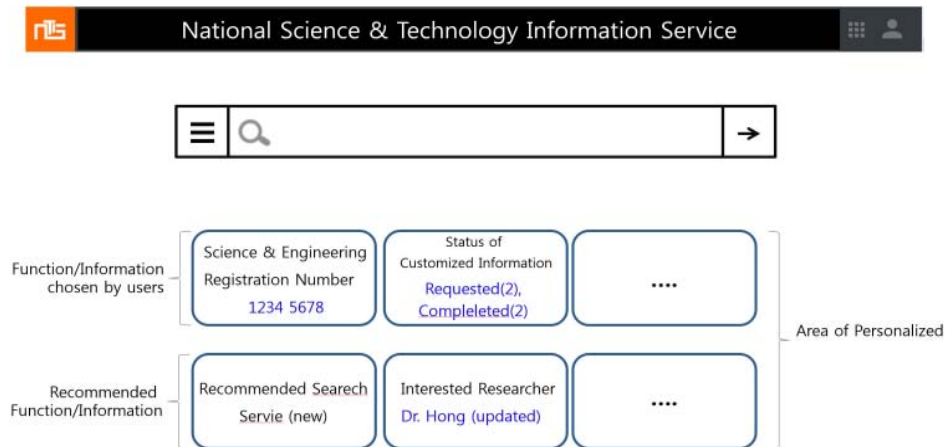 nTs
National Science & Technology Information Service
Function/Information
chosen by users
Science & Engineering
Registration Number
1234 5678
Status of
Customized Information
Requested(2),
Compleleted(2)
....
Area of Personalized
Recommended
Function/Information
Recommended Searech
Servie (new)
Interested Researcher
Dr. Hong (updated)
....